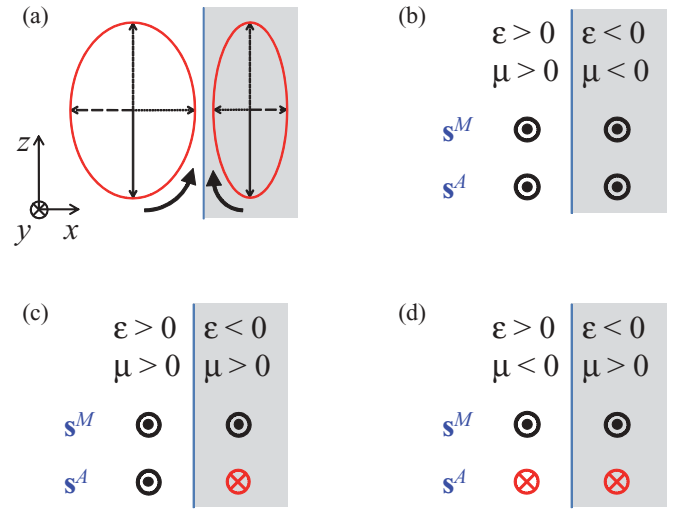 (a)
z
y
x
(b)
ε > 0 ε < 0
μ > 0 μ < 0
s^M
s^A
(c)
ε > 0 ε < 0
μ > 0 μ > 0
s^M
s^A
(d)
ε > 0 ε < 0
μ < 0 μ > 0
s^M
s^A